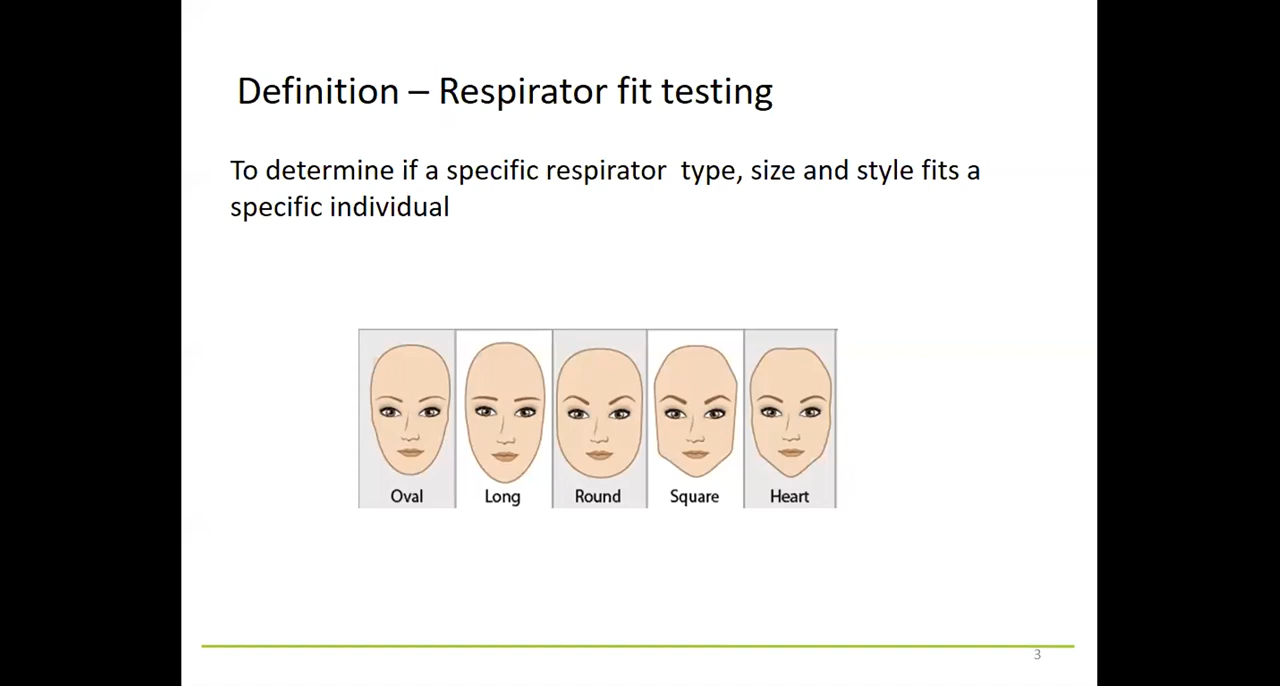 Definition – Respirator fit testing
To determine if a specific respirator  type, size and style fits a
specific individual
Oval Long Round Square Heart
3